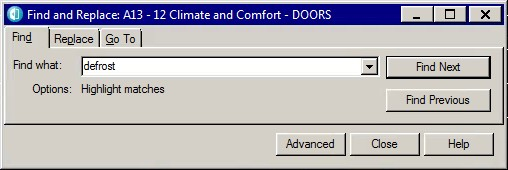 Find and Replace: A13 - 12 Climate and Comfort - DOORS
Find Replace Go To
Find what: defrost Find Next
Options: Highlight matches
Find Previous
Advanced Close Help